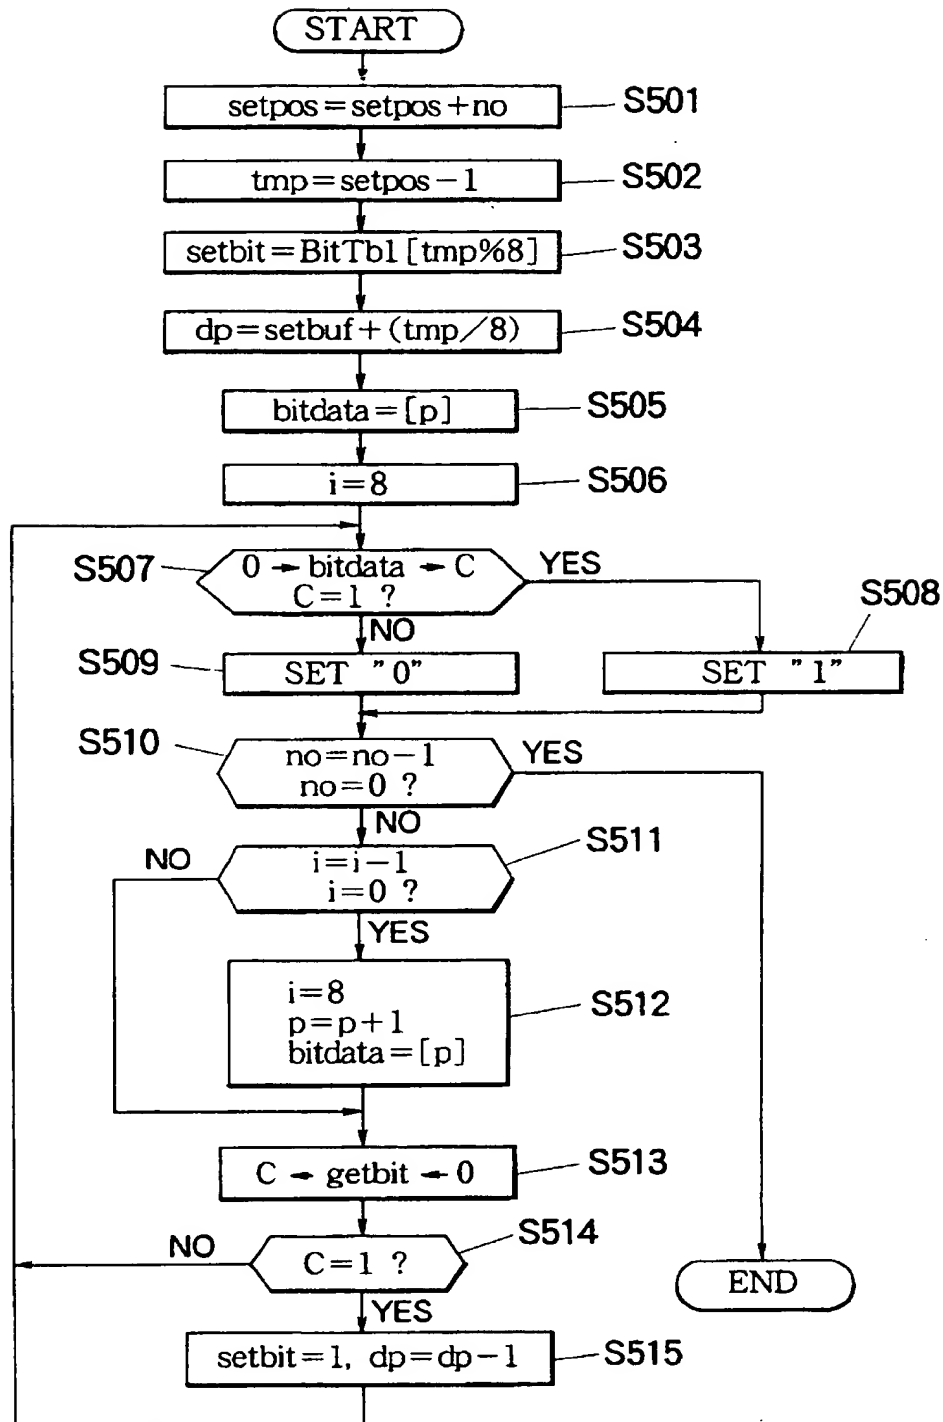 START
setpos=setpos+no
S501
tmp=setpos-1
S502
setbit=BitTb1[tmp%8]
S503
dp=setbuf+(tmp/8)
S504
bitdata=[p]
S505
i=8
S506
S507
0→bitdata→C
C=1 ?
YES
NO
S508
S509
SET "0"
SET "1"
S510
no=no-1
no=0 ?
YES
NO
S511
i=i-1
i=0 ?
NO
YES
i=8
p=p+1
bitdata=[p]
S512
C←getbit←0
S513
S514
C=1 ?
NO
YES
END
setbit=1, dp=dp-1
S515